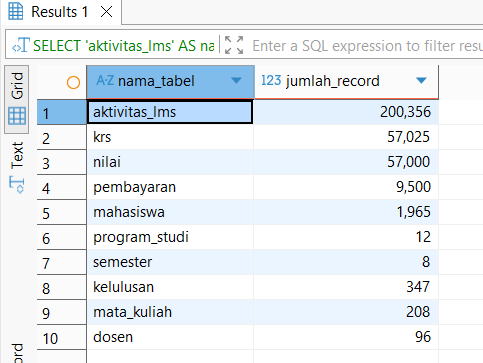 Results 1
SELECT 'aktivitas_lms' AS na
Enter a SQL expression to filter resu
Grid
Text
A-Z nama_tabel
123 jumlah_record
1 aktivitas_lms 200,356
2 krs 57,025
3 nilai 57,000
4 pembayaran 9,500
5 mahasiswa 1,965
6 program_studi 12
7 semester 8
8 kelulusan 347
9 mata_kuliah 208
10 dosen 96
ord